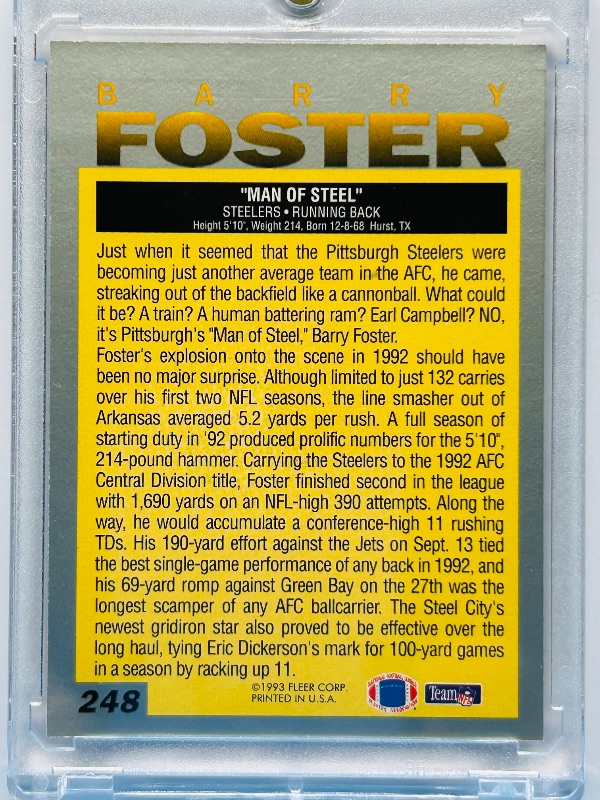 BARRY
FOSTER
"MAN OF STEEL"
STEELERS • RUNNING BACK
Height 5'10", Weight 214, Born 12-8-68 Hurst, TX
Just when it seemed that the Pittsburgh Steelers were
becoming just another average team in the AFC, he came,
streaking out of the backfield like a cannonball. What could
it be? A train? A human battering ram? Earl Campbell? NO,
it's Pittsburgh's "Man of Steel," Barry Foster.
Foster's explosion onto the scene in 1992 should have
been no major surprise. Although limited to just 132 carries
over his first two NFL seasons, the line smasher out of
Arkansas averaged 5.2 yards per rush. A full season of
starting duty in '92 produced prolific numbers for the 5'10",
214-pound hammer. Carrying the Steelers to the 1992 AFC
Central Division title, Foster finished second in the league
with 1,690 yards on an NFL-high 390 attempts. Along the
way, he would accumulate a conference-high 11 rushing
TDs. His 190-yard effort against the Jets on Sept. 13 tied
the best single-game performance of any back in 1992, and
his 69-yard romp against Green Bay on the 27th was the
longest scamper of any AFC ballcarrier. The Steel City's
newest gridiron star also proved to be effective over the
long haul, tying Eric Dickerson's mark for 100-yard games
in a season by racking up 11.
248
©1993 FLEER CORP.
PRINTED IN U.S.A.
Team NFL